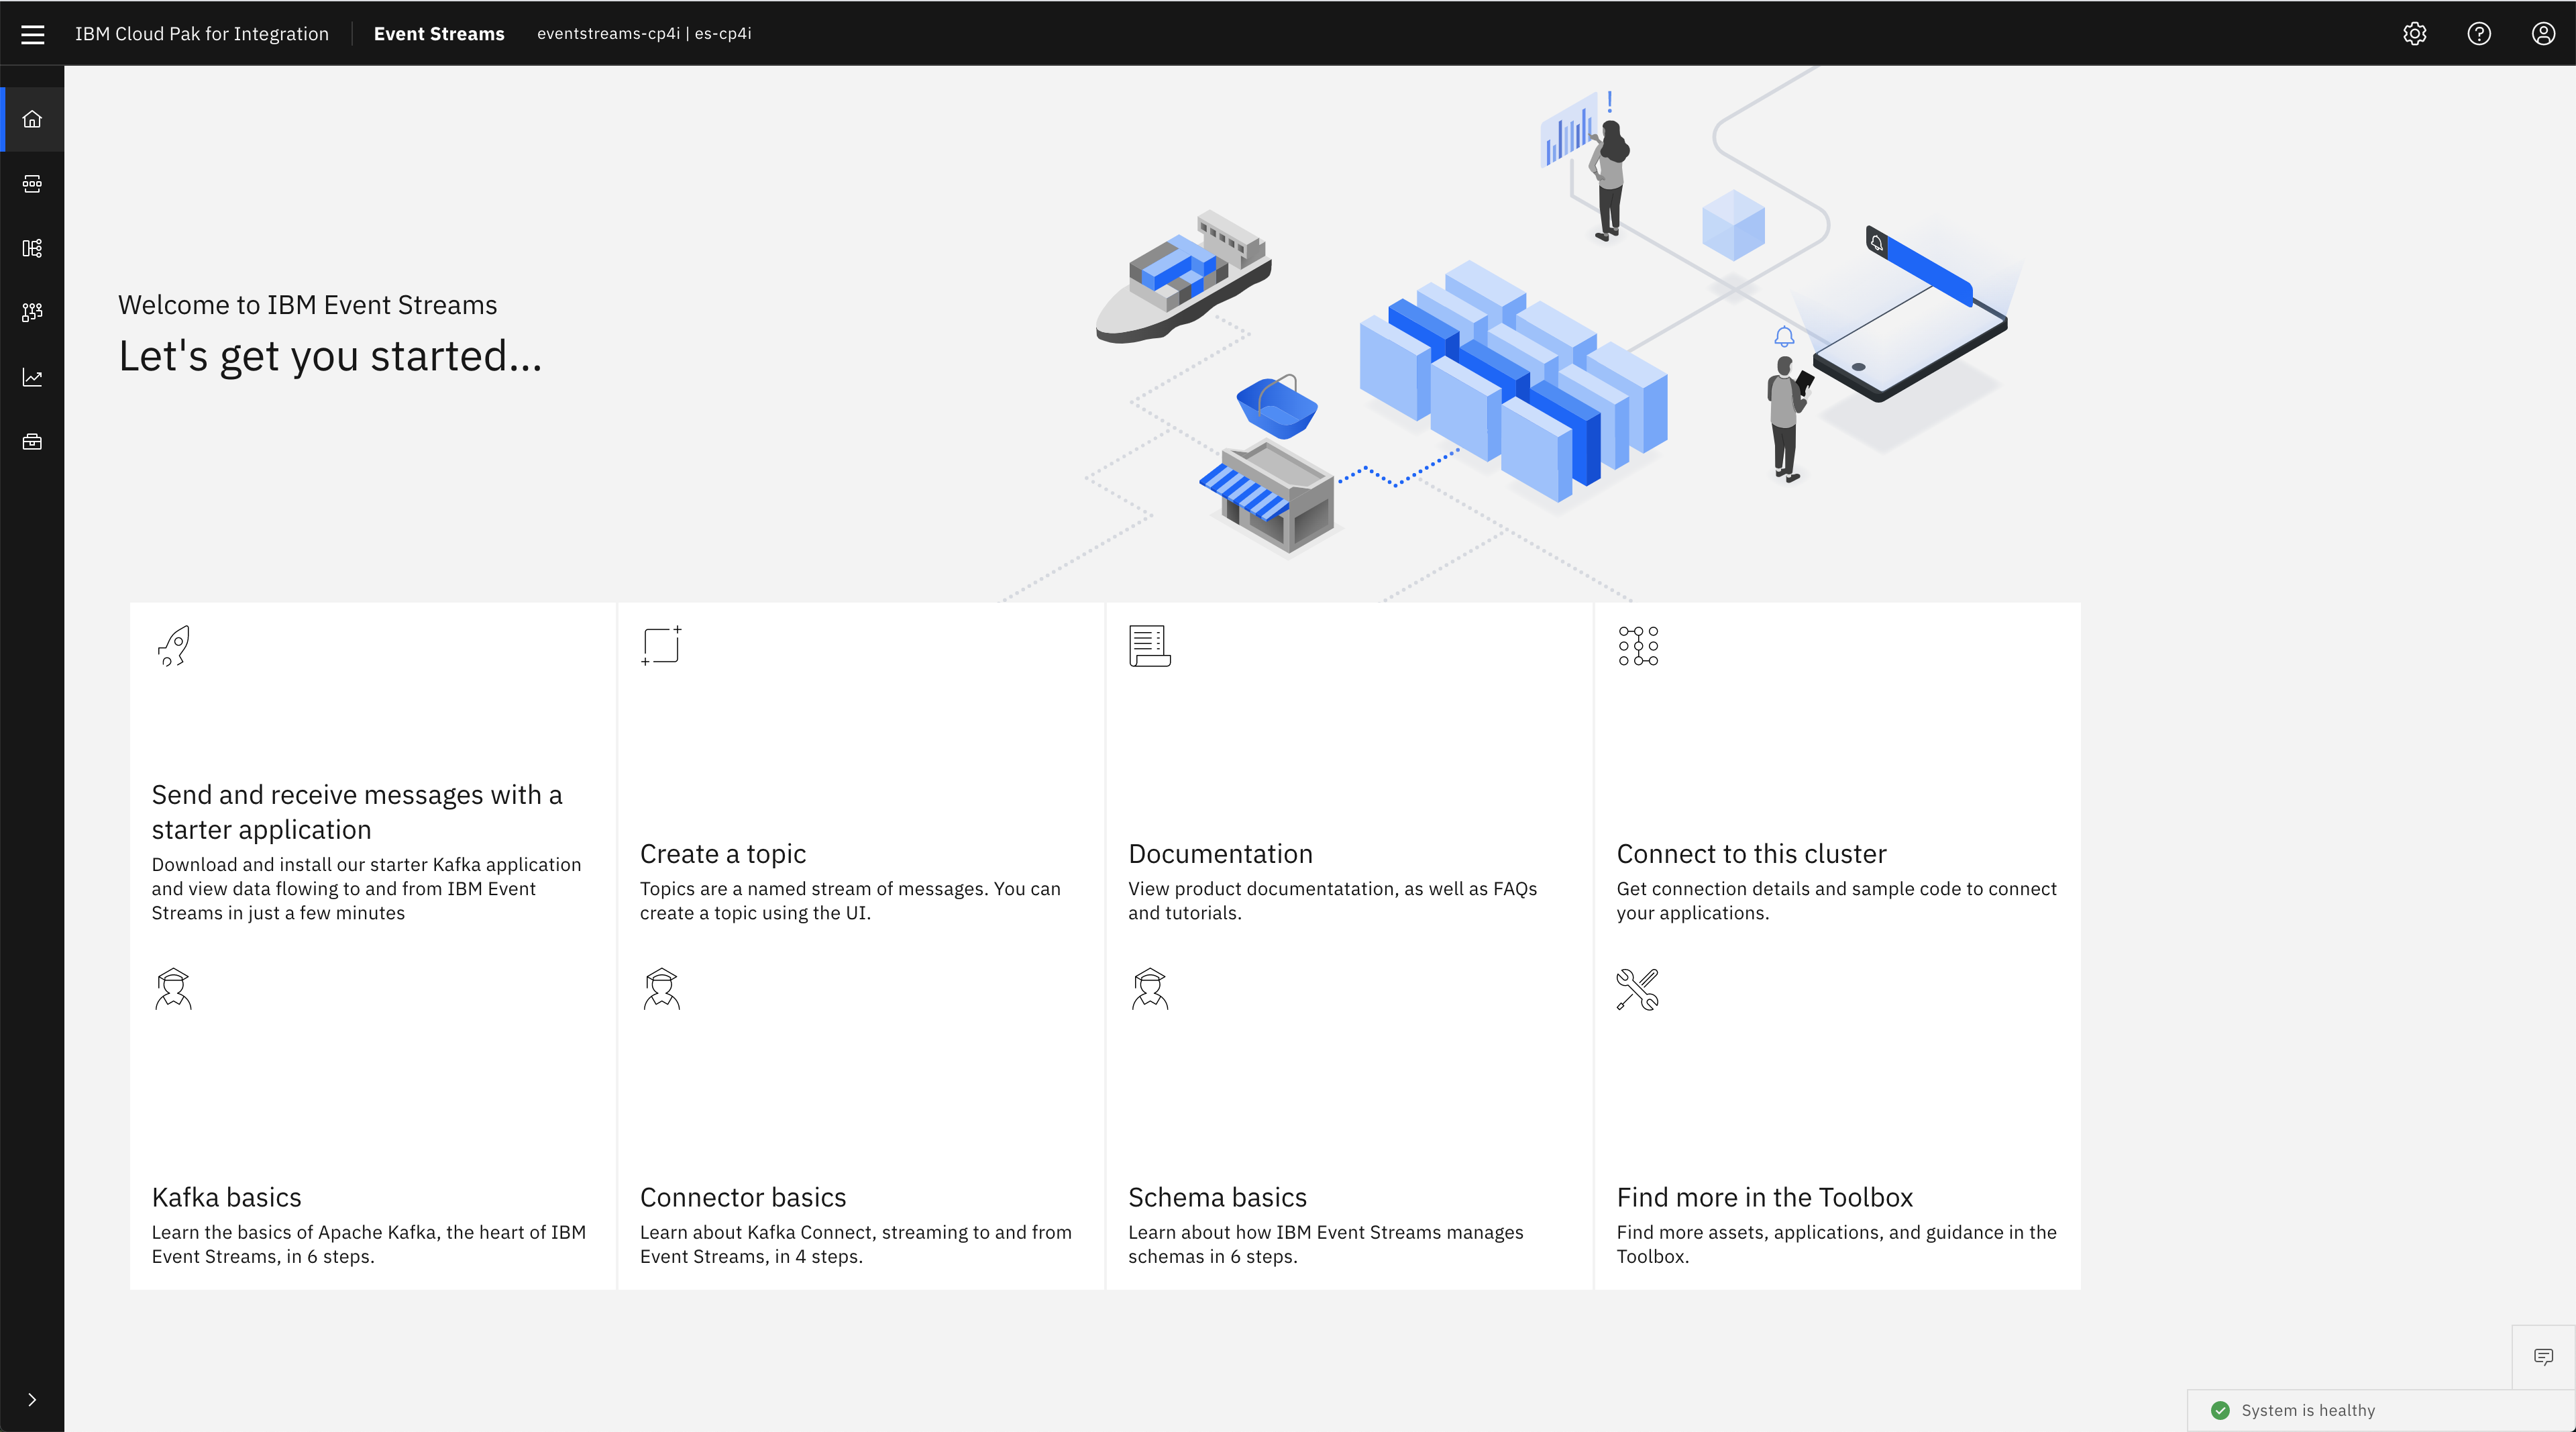 IBM Cloud Pak for Integration Event Streams eventstreams-cp4i | es-cp4i
Welcome to IBM Event Streams
Let's get you started...
Send and receive messages with a
starter application
Download and install our starter Kafka application
and view data flowing to and from IBM Event
Streams in just a few minutes
Create a topic
Topics are a named stream of messages. You can
create a topic using the UI.
Documentation
View product documentatation, as well as FAQs
and tutorials.
Connect to this cluster
Get connection details and sample code to connect
your applications.
Kafka basics
Learn the basics of Apache Kafka, the heart of IBM
Event Streams, in 6 steps.
Connector basics
Learn about Kafka Connect, streaming to and from
Event Streams, in 4 steps.
Schema basics
Learn about how IBM Event Streams manages
schemas in 6 steps.
Find more in the Toolbox
Find more assets, applications, and guidance in the
Toolbox.
System is healthy